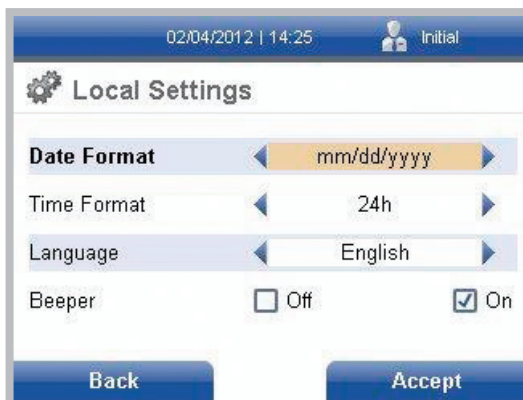 02/04/2012 | 14:25 Initial
Local Settings
Date Format mm/dd/yyyy
Time Format 24h
Language English
Beeper Off On
Back Accept